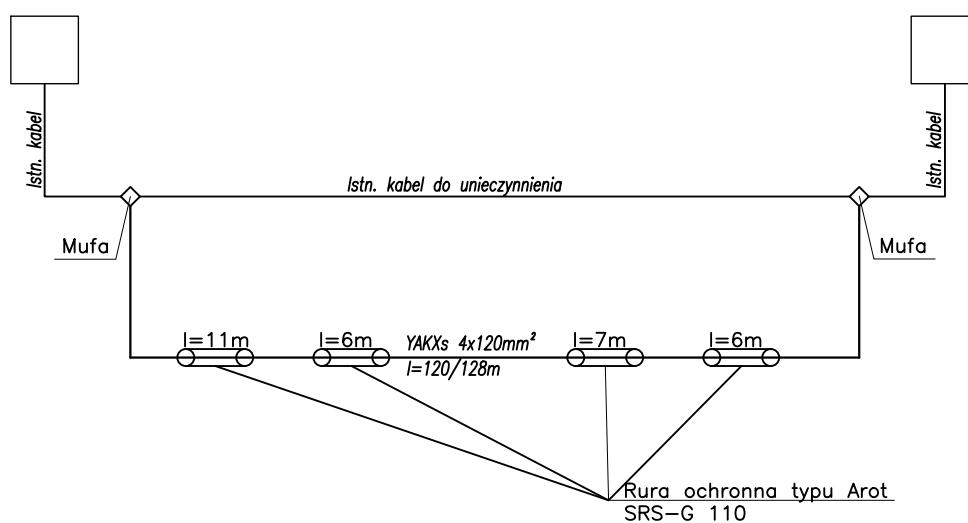 Istn. kabel
Istn. kabel
Istn. kabel do unieczynnienia
Mufa
Mufa
l=11m
l=6m
YAKXs 4x120mm²
l=120/128m
l=7m
l=6m
Rura ochronna typu Arot
SRS-G 110